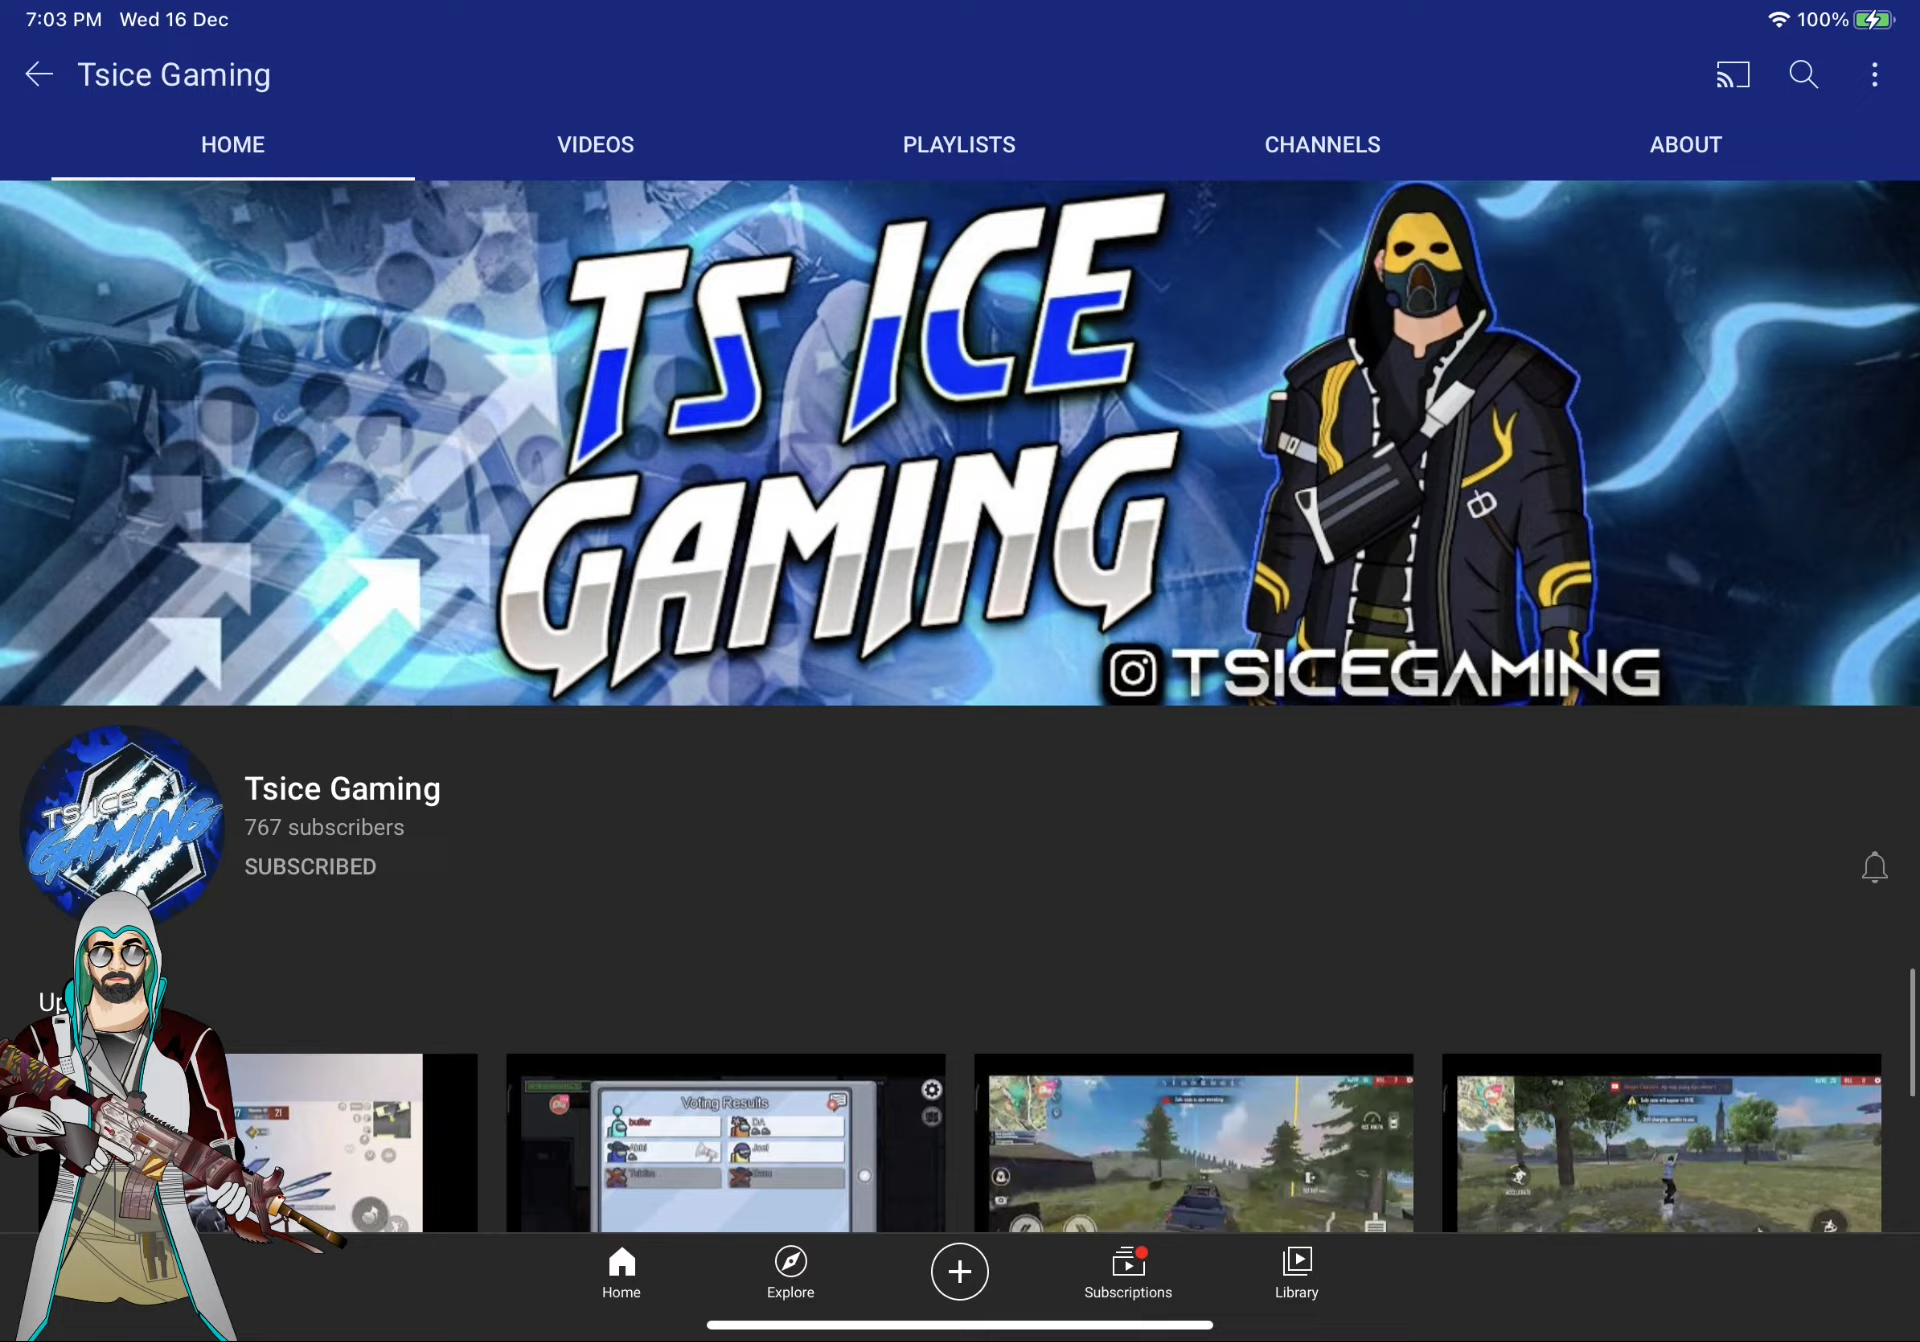 7:03 PM Wed 16 Dec
100%
Tsice Gaming
HOME VIDEOS PLAYLISTS CHANNELS ABOUT
TS ICE
GAMING
TSICEGAMING
TS ICE
GAMING
Tsice Gaming
767 subscribers
SUBSCRIBED
Voting Results
Home Explore Subscriptions Library